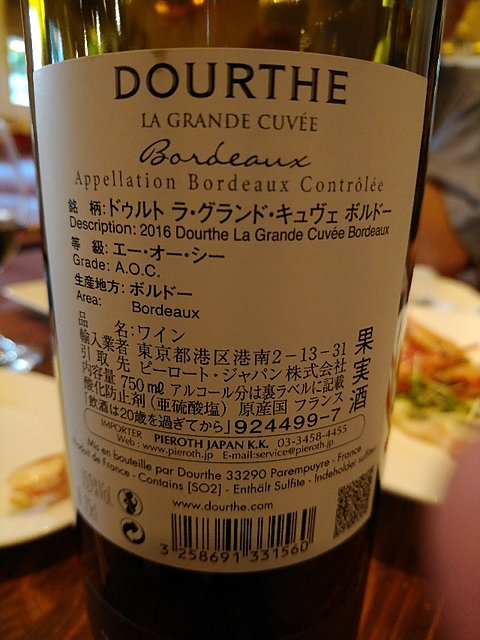 DOURTHE
LA GRANDE CUVÉE
Bordeaux
Appellation Bordeaux Contrôlée
銘 柄:ドゥルト ラ・グランド・キュヴェ ボルドー
Description: 2016 Dourthe La Grande Cuvée Bordeaux
等 級:エー・オー・シー
Grade: A.O.C.
生産地方:ボルドー
Area: Bordeaux
品 名:ワイン
輸入業者 東京都港区港南2-13-31
引取先 ピーロート・ジャパン株式会社
内容量 750㎖ アルコール分は裏ラベルに記載
酸化防止剤(亜硫酸塩) 原産国 フランス
果実酒
「飲酒は20歳を過ぎてから」924499-7
IMPORTER PIEROTH JAPAN K.K. 03-3458-4455
Web: www.pieroth.jp E-mail:service@pieroth.jp
Mis en bouteille par Dourthe 33290 Parempuyre - France
Produit de France - Contains [SO2] - Enthält Sulfite - Indeholder sulfitter
www.dourthe.com
3 258691 331560